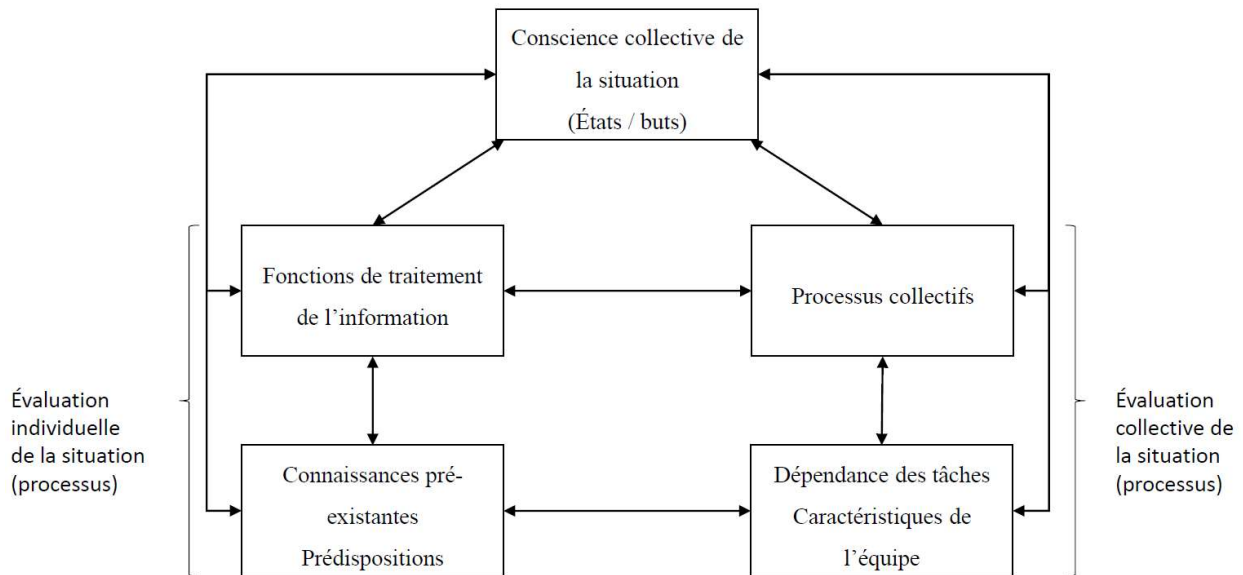 Conscience collective de
la situation
(États / buts)
Fonctions de traitement
de l’information
Processus collectifs
Évaluation
individuelle
de la situation
(processus)
Connaissances pré-
existantes
Prédispositions
Dépendance des tâches
Caractéristiques de
l’équipe
Évaluation
collective de
la situation
(processus)